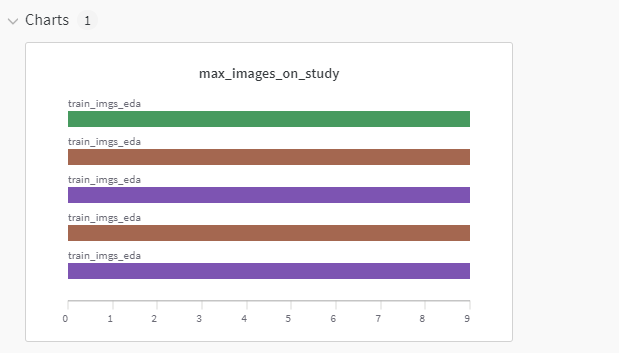 Charts 1
max_images_on_study
train_imgs_eda
train_imgs_eda
train_imgs_eda
train_imgs_eda
train_imgs_eda
0 1 2 3 4 5 6 7 8 9